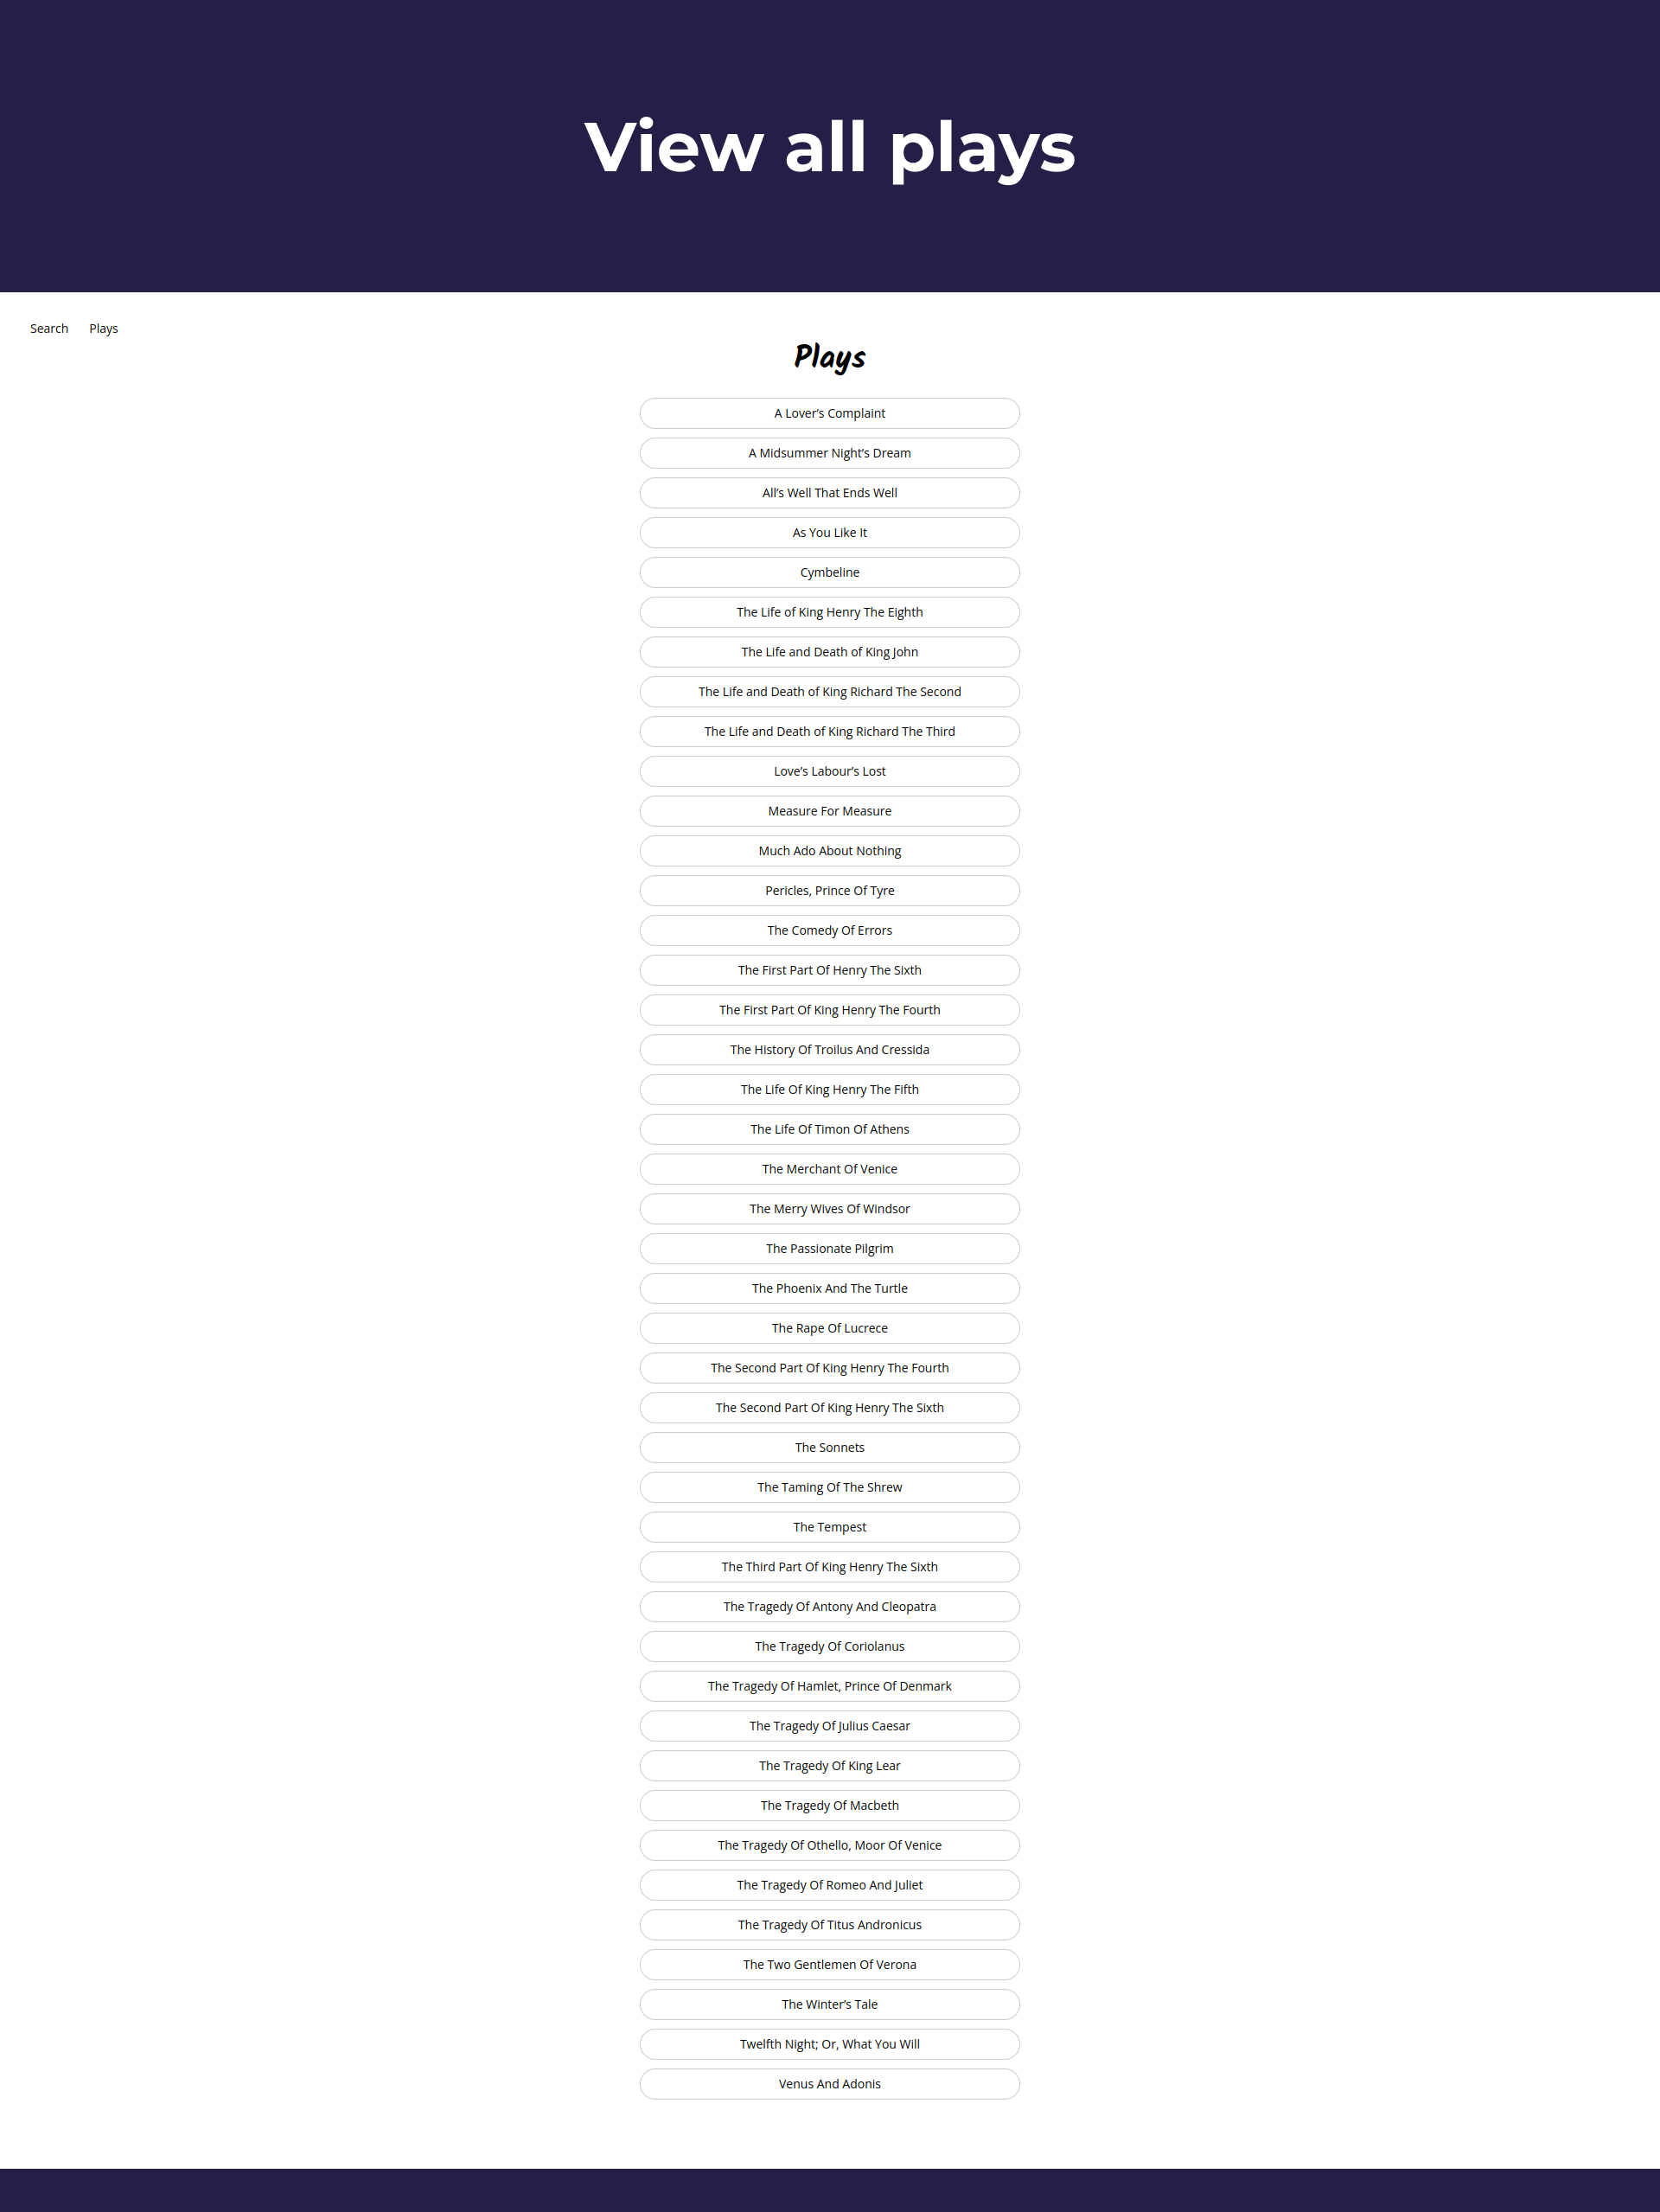 View all plays
Search Plays
Plays
A Lover’s Complaint
A Midsummer Night’s Dream
All’s Well That Ends Well
As You Like It
Cymbeline
The Life of King Henry The Eighth
The Life and Death of King John
The Life and Death of King Richard The Second
The Life and Death of King Richard The Third
Love’s Labour’s Lost
Measure For Measure
Much Ado About Nothing
Pericles, Prince Of Tyre
The Comedy Of Errors
The First Part Of Henry The Sixth
The First Part Of King Henry The Fourth
The History Of Troilus And Cressida
The Life Of King Henry The Fifth
The Life Of Timon Of Athens
The Merchant Of Venice
The Merry Wives Of Windsor
The Passionate Pilgrim
The Phoenix And The Turtle
The Rape Of Lucrece
The Second Part Of King Henry The Fourth
The Second Part Of King Henry The Sixth
The Sonnets
The Taming Of The Shrew
The Tempest
The Third Part Of King Henry The Sixth
The Tragedy Of Antony And Cleopatra
The Tragedy Of Coriolanus
The Tragedy Of Hamlet, Prince Of Denmark
The Tragedy Of Julius Caesar
The Tragedy Of King Lear
The Tragedy Of Macbeth
The Tragedy Of Othello, Moor Of Venice
The Tragedy Of Romeo And Juliet
The Tragedy Of Titus Andronicus
The Two Gentlemen Of Verona
The Winter’s Tale
Twelfth Night; Or, What You Will
Venus And Adonis